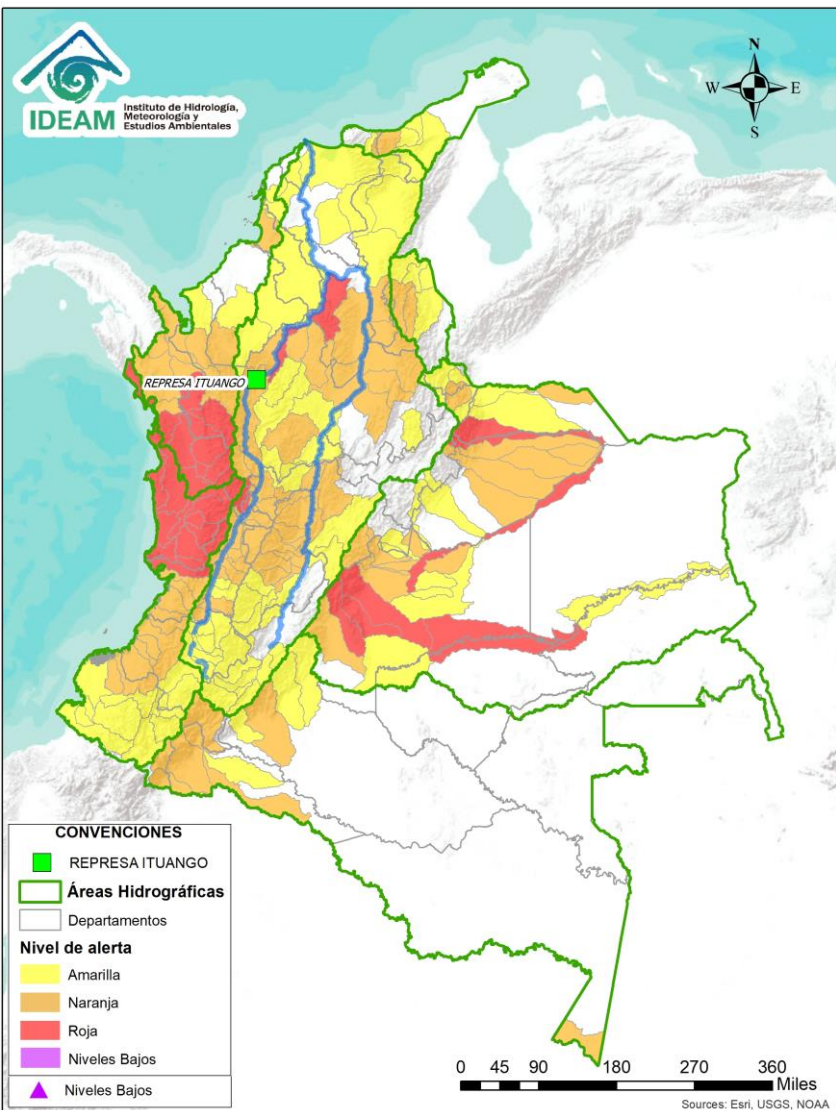 IDEAM
Instituto de Hidrología,
Meteorología y
Estudios Ambientales
N
W
E
S
REPRESA ITUANGO
CONVENCIONES
REPRESA ITUANGO
Áreas Hidrográficas
Departamentos
Nivel de alerta
Amarilla
Naranja
Roja
Niveles Bajos
Niveles Bajos
0 45 90 180 270 360
Miles
Sources: Esri, USGS, NOAA